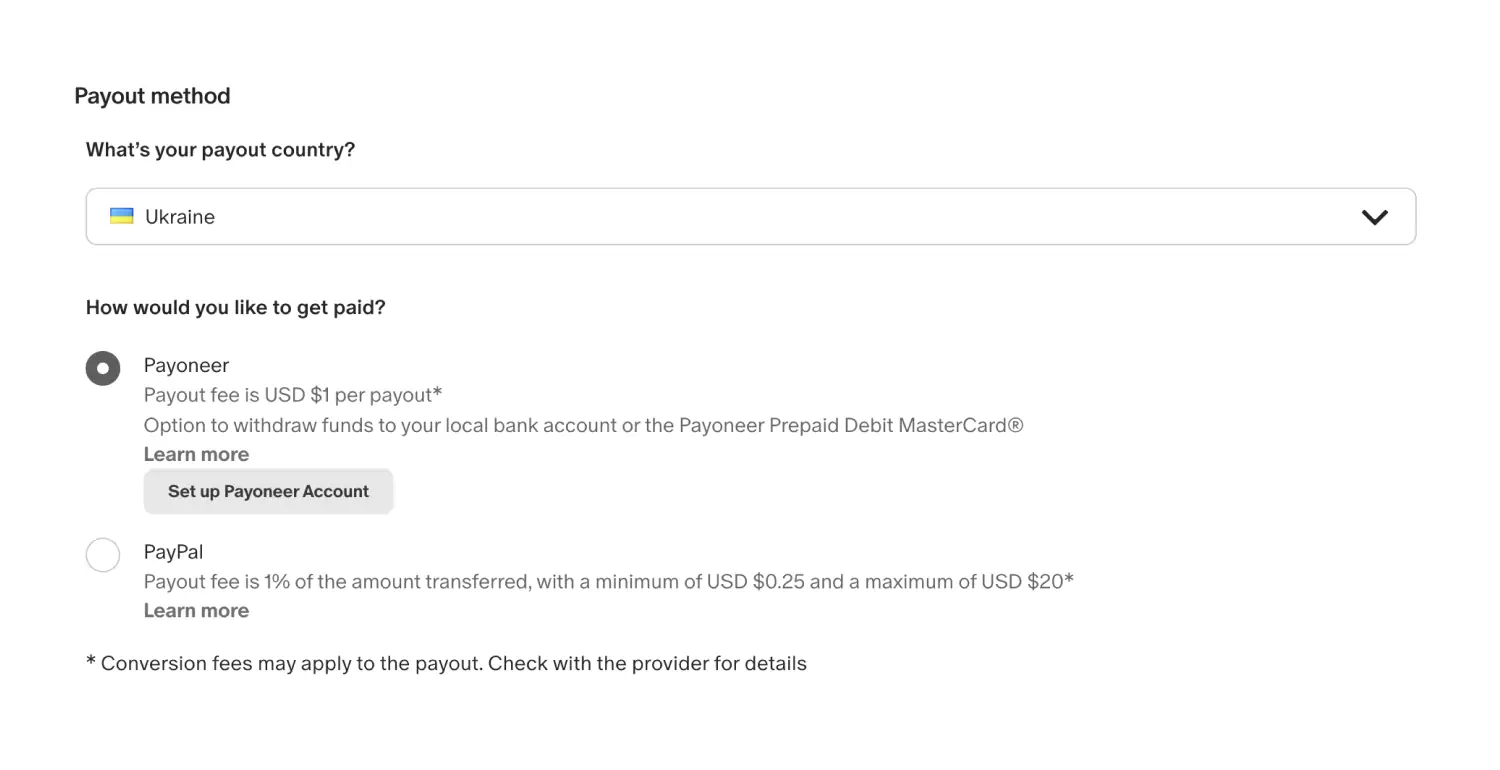 Payout method
What’s your payout country?
Ukraine
How would you like to get paid?
Payoneer
Payout fee is USD $1 per payout*
Option to withdraw funds to your local bank account or the Payoneer Prepaid Debit MasterCard®
Learn more
Set up Payoneer Account
PayPal
Payout fee is 1% of the amount transferred, with a minimum of USD $0.25 and a maximum of USD $20*
Learn more
* Conversion fees may apply to the payout. Check with the provider for details